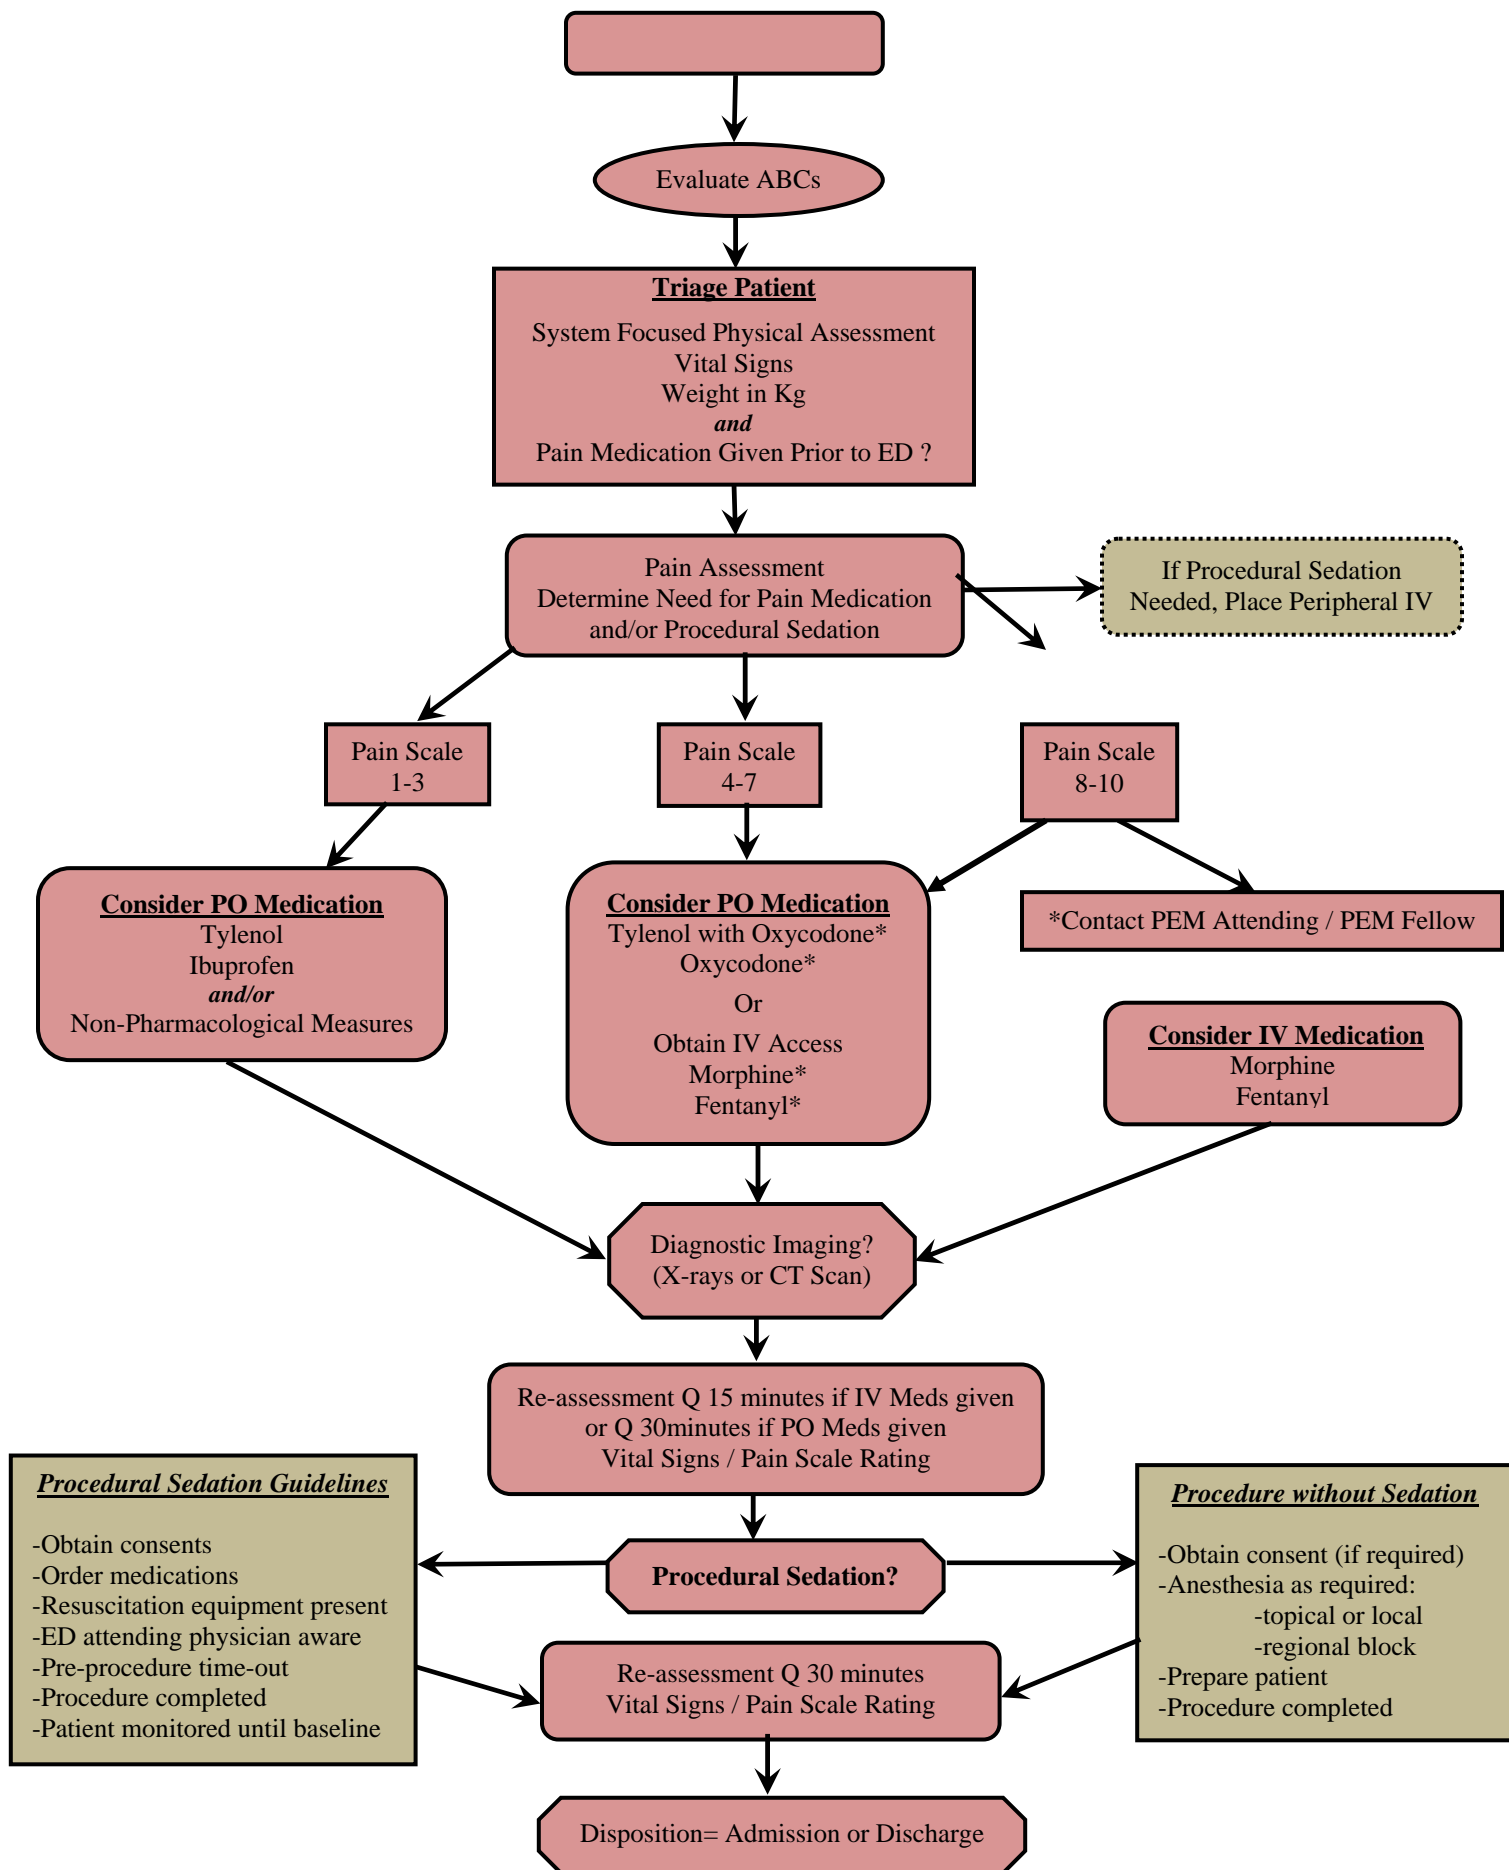 Evaluate ABCs
Triage Patient
System Focused Physical Assessment
Vital Signs
Weight in Kg
and
Pain Medication Given Prior to ED ?
Pain Assessment
Determine Need for Pain Medication
and/or Procedural Sedation
If Procedural Sedation
Needed, Place Peripheral IV
Pain Scale
1-3
Pain Scale
4-7
Pain Scale
8-10
Consider PO Medication
Tylenol
Ibuprofen
and/or
Non-Pharmacological Measures
Consider PO Medication
Tylenol with Oxycodone*
Oxycodone*
Or
Obtain IV Access
Morphine*
Fentanyl*
*Contact PEM Attending / PEM Fellow
Consider IV Medication
Morphine
Fentanyl
Diagnostic Imaging?
(X-rays or CT Scan)
Re-assessment Q 15 minutes if IV Meds given
or Q 30minutes if PO Meds given
Vital Signs / Pain Scale Rating
Procedural Sedation Guidelines
-Obtain consents
-Order medications
-Resuscitation equipment present
-ED attending physician aware
-Pre-procedure time-out
-Procedure completed
-Patient monitored until baseline
Procedural Sedation?
Procedure without Sedation
-Obtain consent (if required)
-Anesthesia as required:
-topical or local
-regional block
-Prepare patient
-Procedure completed
Re-assessment Q 30 minutes
Vital Signs / Pain Scale Rating
Disposition= Admission or Discharge